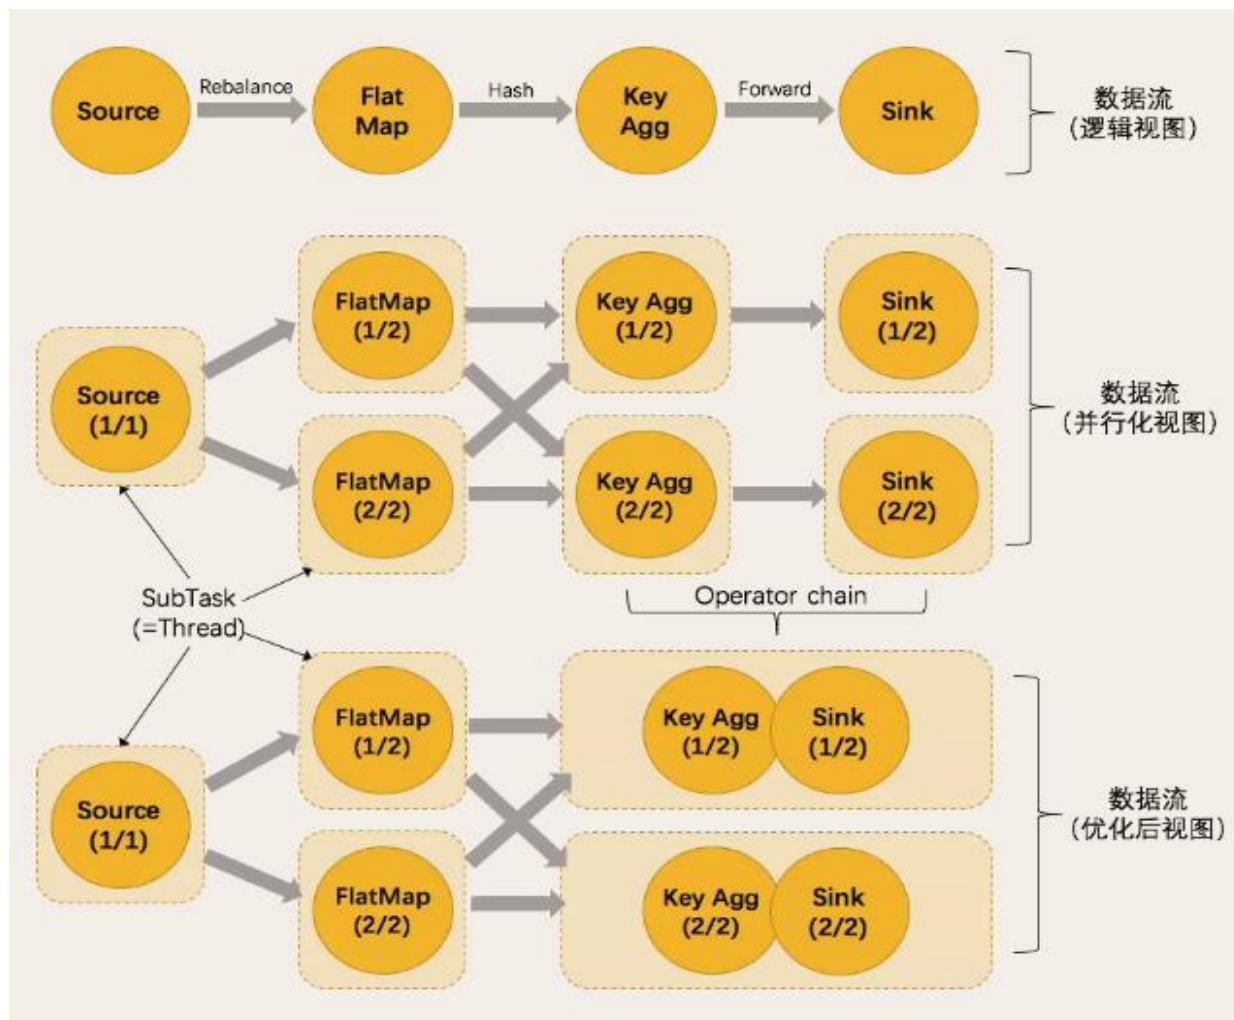 Source
Rebalance
Flat
Map
Hash
Key
Agg
Forward
Sink
数据流
(逻辑视图)
Source
(1/1)
FlatMap
(1/2)
Key Agg
(1/2)
Sink
(1/2)
FlatMap
(2/2)
Key Agg
(2/2)
Sink
(2/2)
数据流
(并行化视图)
SubTask
(=Thread)
Operator chain
Source
(1/1)
FlatMap
(1/2)
Key Agg
(1/2)
Sink
(1/2)
FlatMap
(2/2)
Key Agg
(2/2)
Sink
(2/2)
数据流
(优化后视图)